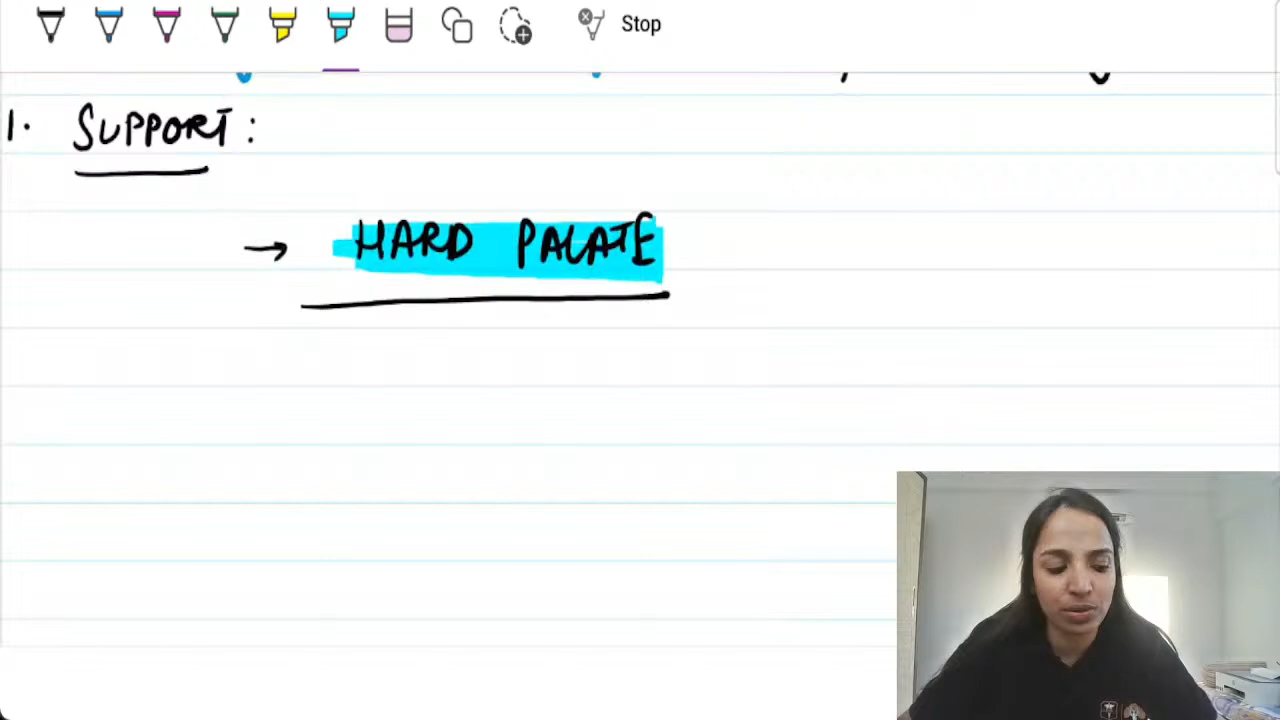 Stop
1. SUPPORT:
→ HARD PALATE